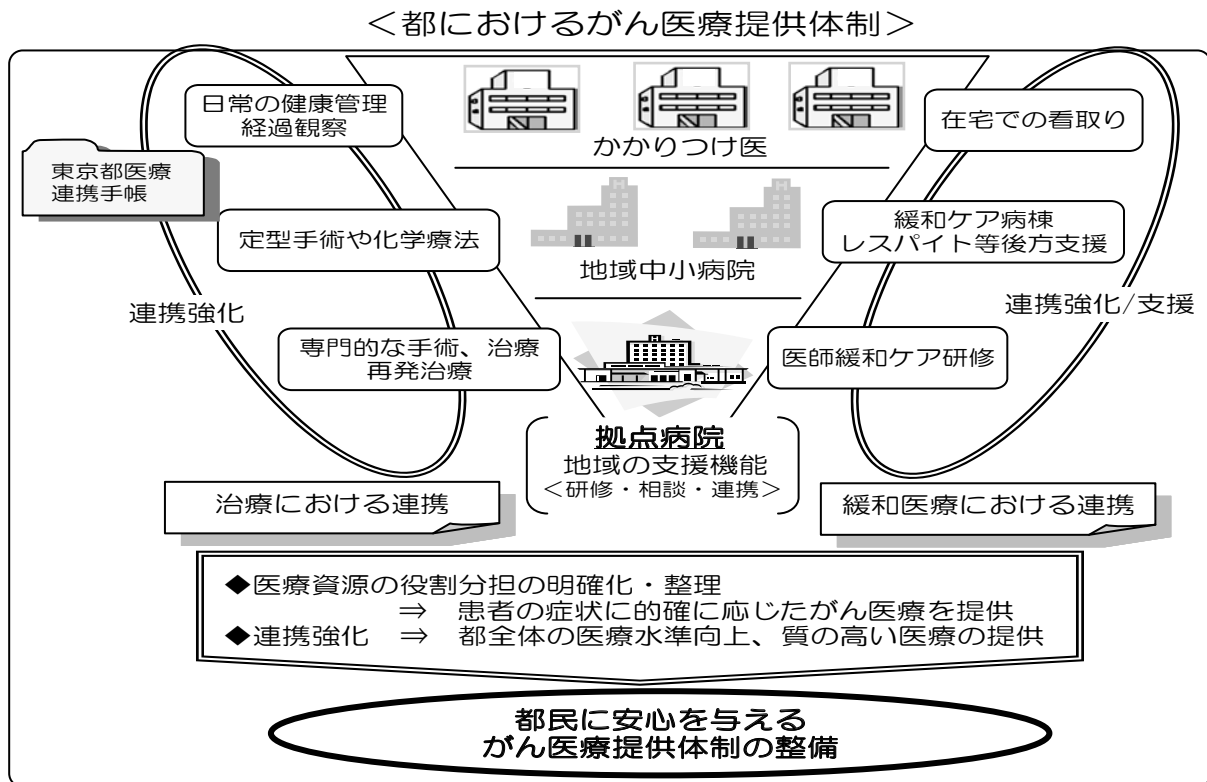 ＜都におけるがん医療提供体制＞
日常の健康管理
経過観察
東京都医療
連携手帳
定型手術や化学療法
連携強化
専門的な手術、治療
再発治療
治療における連携
かかりつけ医
地域中小病院
拠点病院
地域の支援機能
＜研修・相談・連携＞
在宅での看取り
緩和ケア病棟
レスパイト等後方支援
連携強化/支援
医師緩和ケア研修
緩和医療における連携
◆医療資源の役割分担の明確化・整理
⇒　患者の症状に的確に応じたがん医療を提供
◆連携強化　⇒　都全体の医療水準向上、質の高い医療の提供
都民に安心を与える
がん医療提供体制の整備